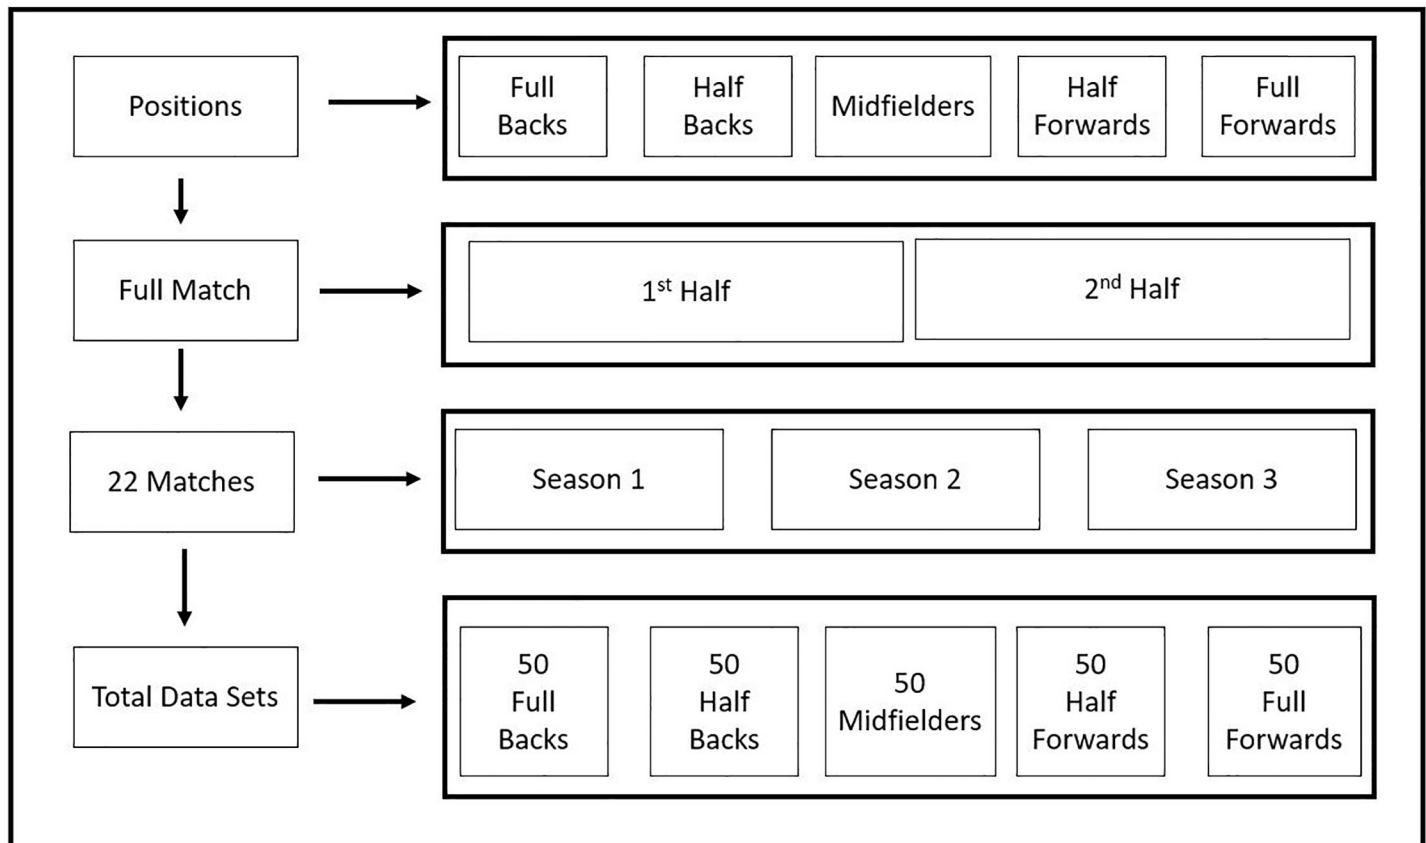 Positions
Full
Backs
Half
Backs
Midfielders
Half
Forwards
Full
Forwards
Full Match
1st Half
2nd Half
22 Matches
Season 1
Season 2
Season 3
Total Data Sets
50
Full
Backs
50
Half
Backs
50
Midfielders
50
Half
Forwards
50
Full
Forwards